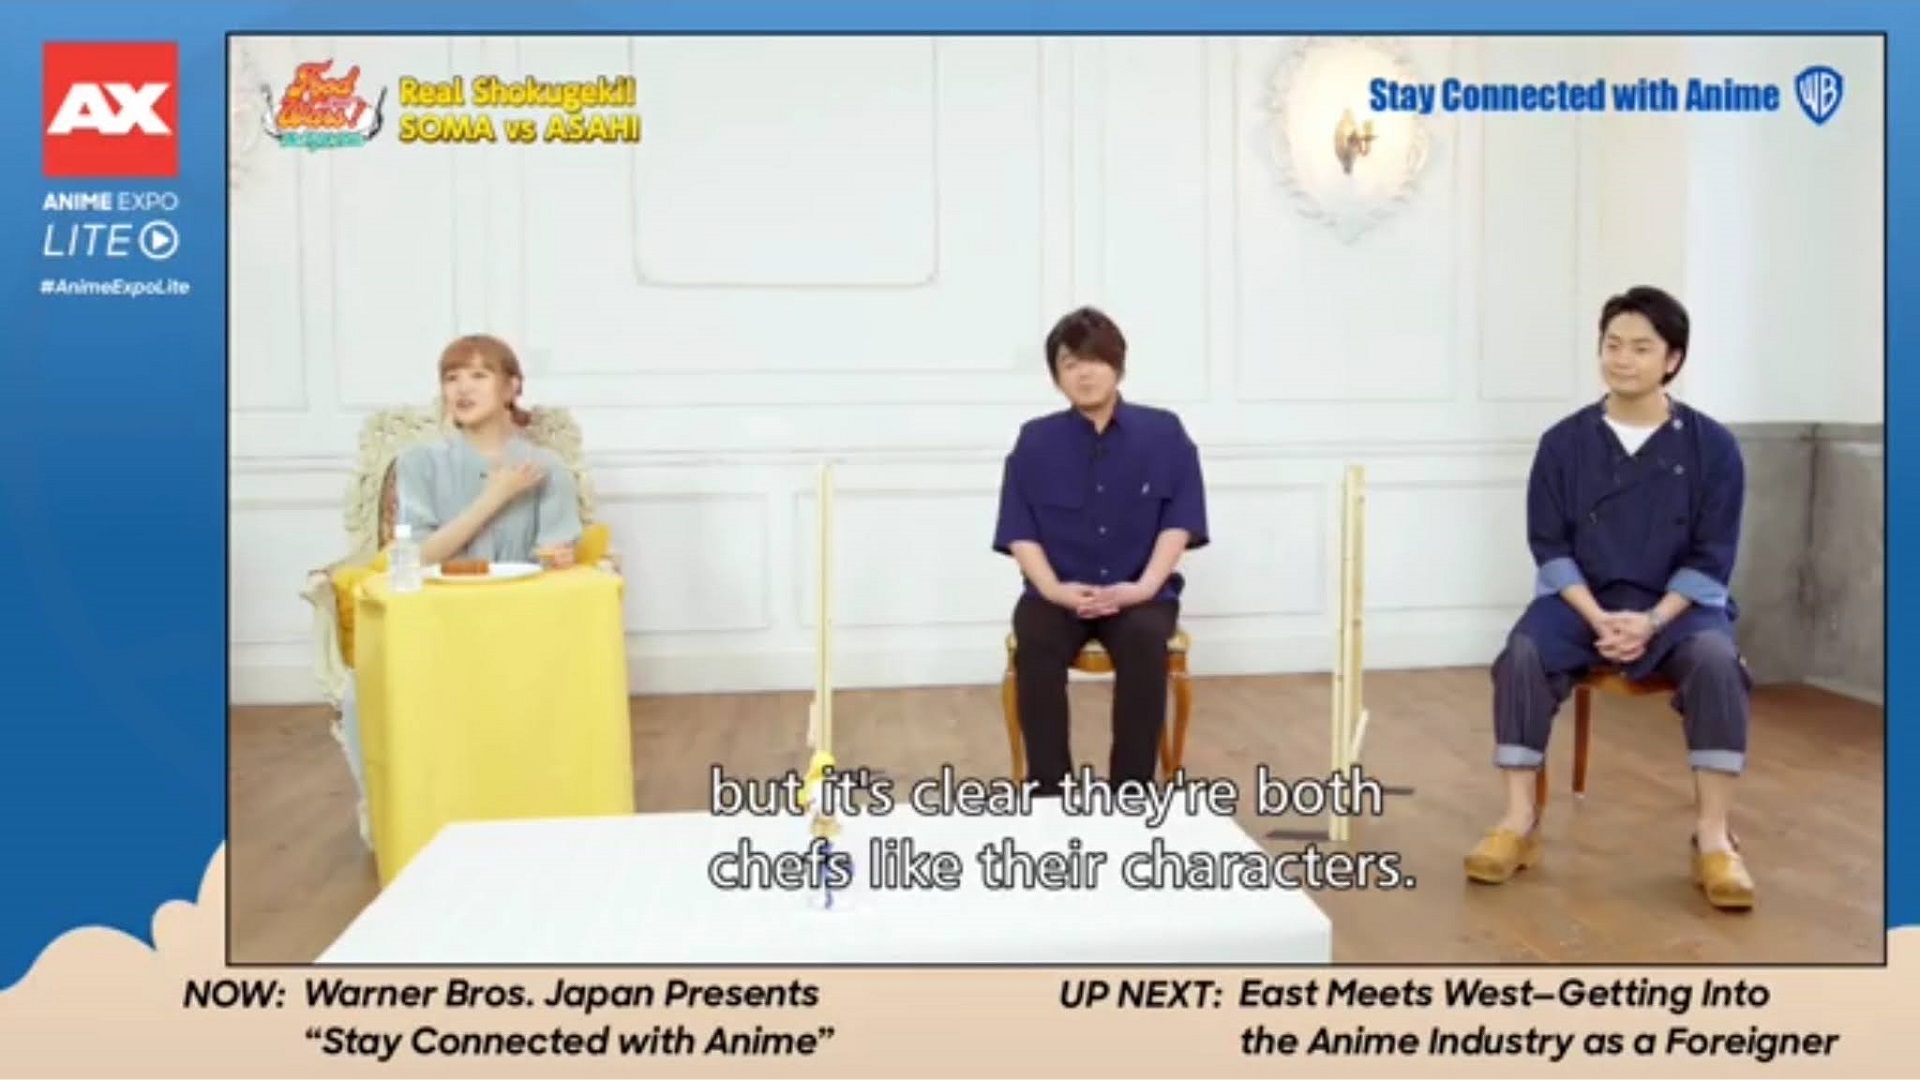 AX
ANIME EXPO
LITE
#AnimeExpoLite
Food
Wars!
Real Shokugeki!
SOMA vs ASAHI
Stay Connected with Anime
WB
but it's clear they're both
chefs like their characters.
NOW: Warner Bros. Japan Presents
“Stay Connected with Anime”
UP NEXT: East Meets West–Getting Into
the Anime Industry as a Foreigner